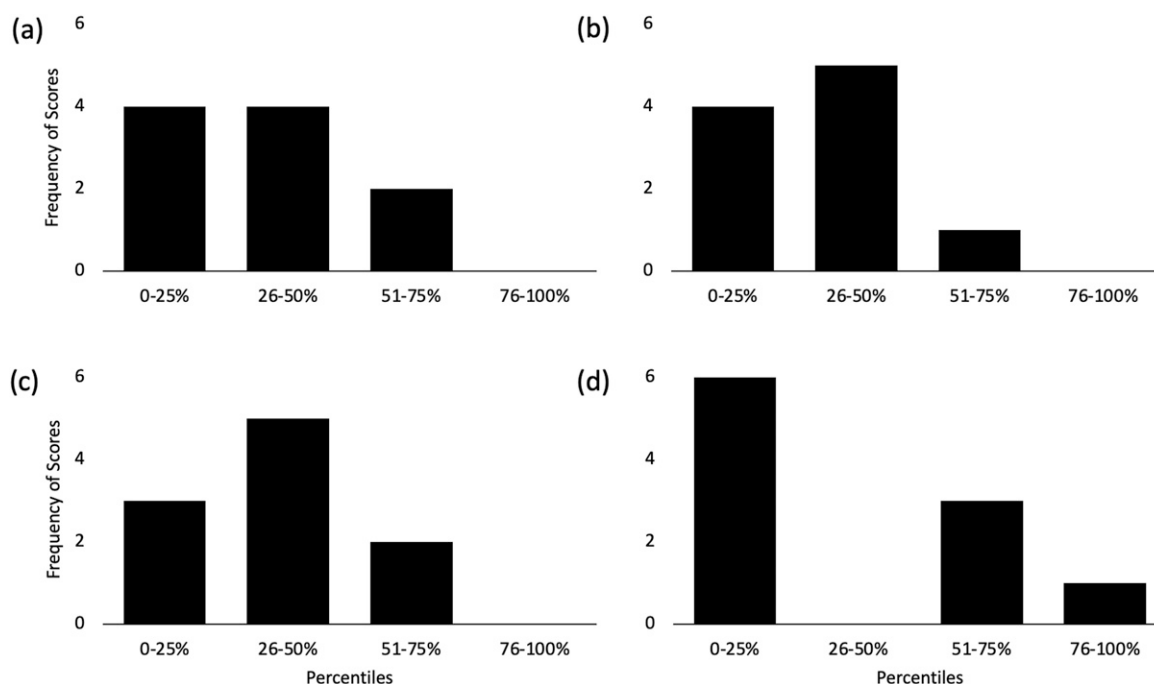 (a)
Frequency of Scores
6
4
2
0
0-25% 26-50% 51-75% 76-100%
(b)
6
4
2
0
0-25% 26-50% 51-75% 76-100%
(c)
Frequency of Scores
6
4
2
0
0-25% 26-50% 51-75% 76-100%
Percentiles
(d)
6
4
2
0
0-25% 26-50% 51-75% 76-100%
Percentiles